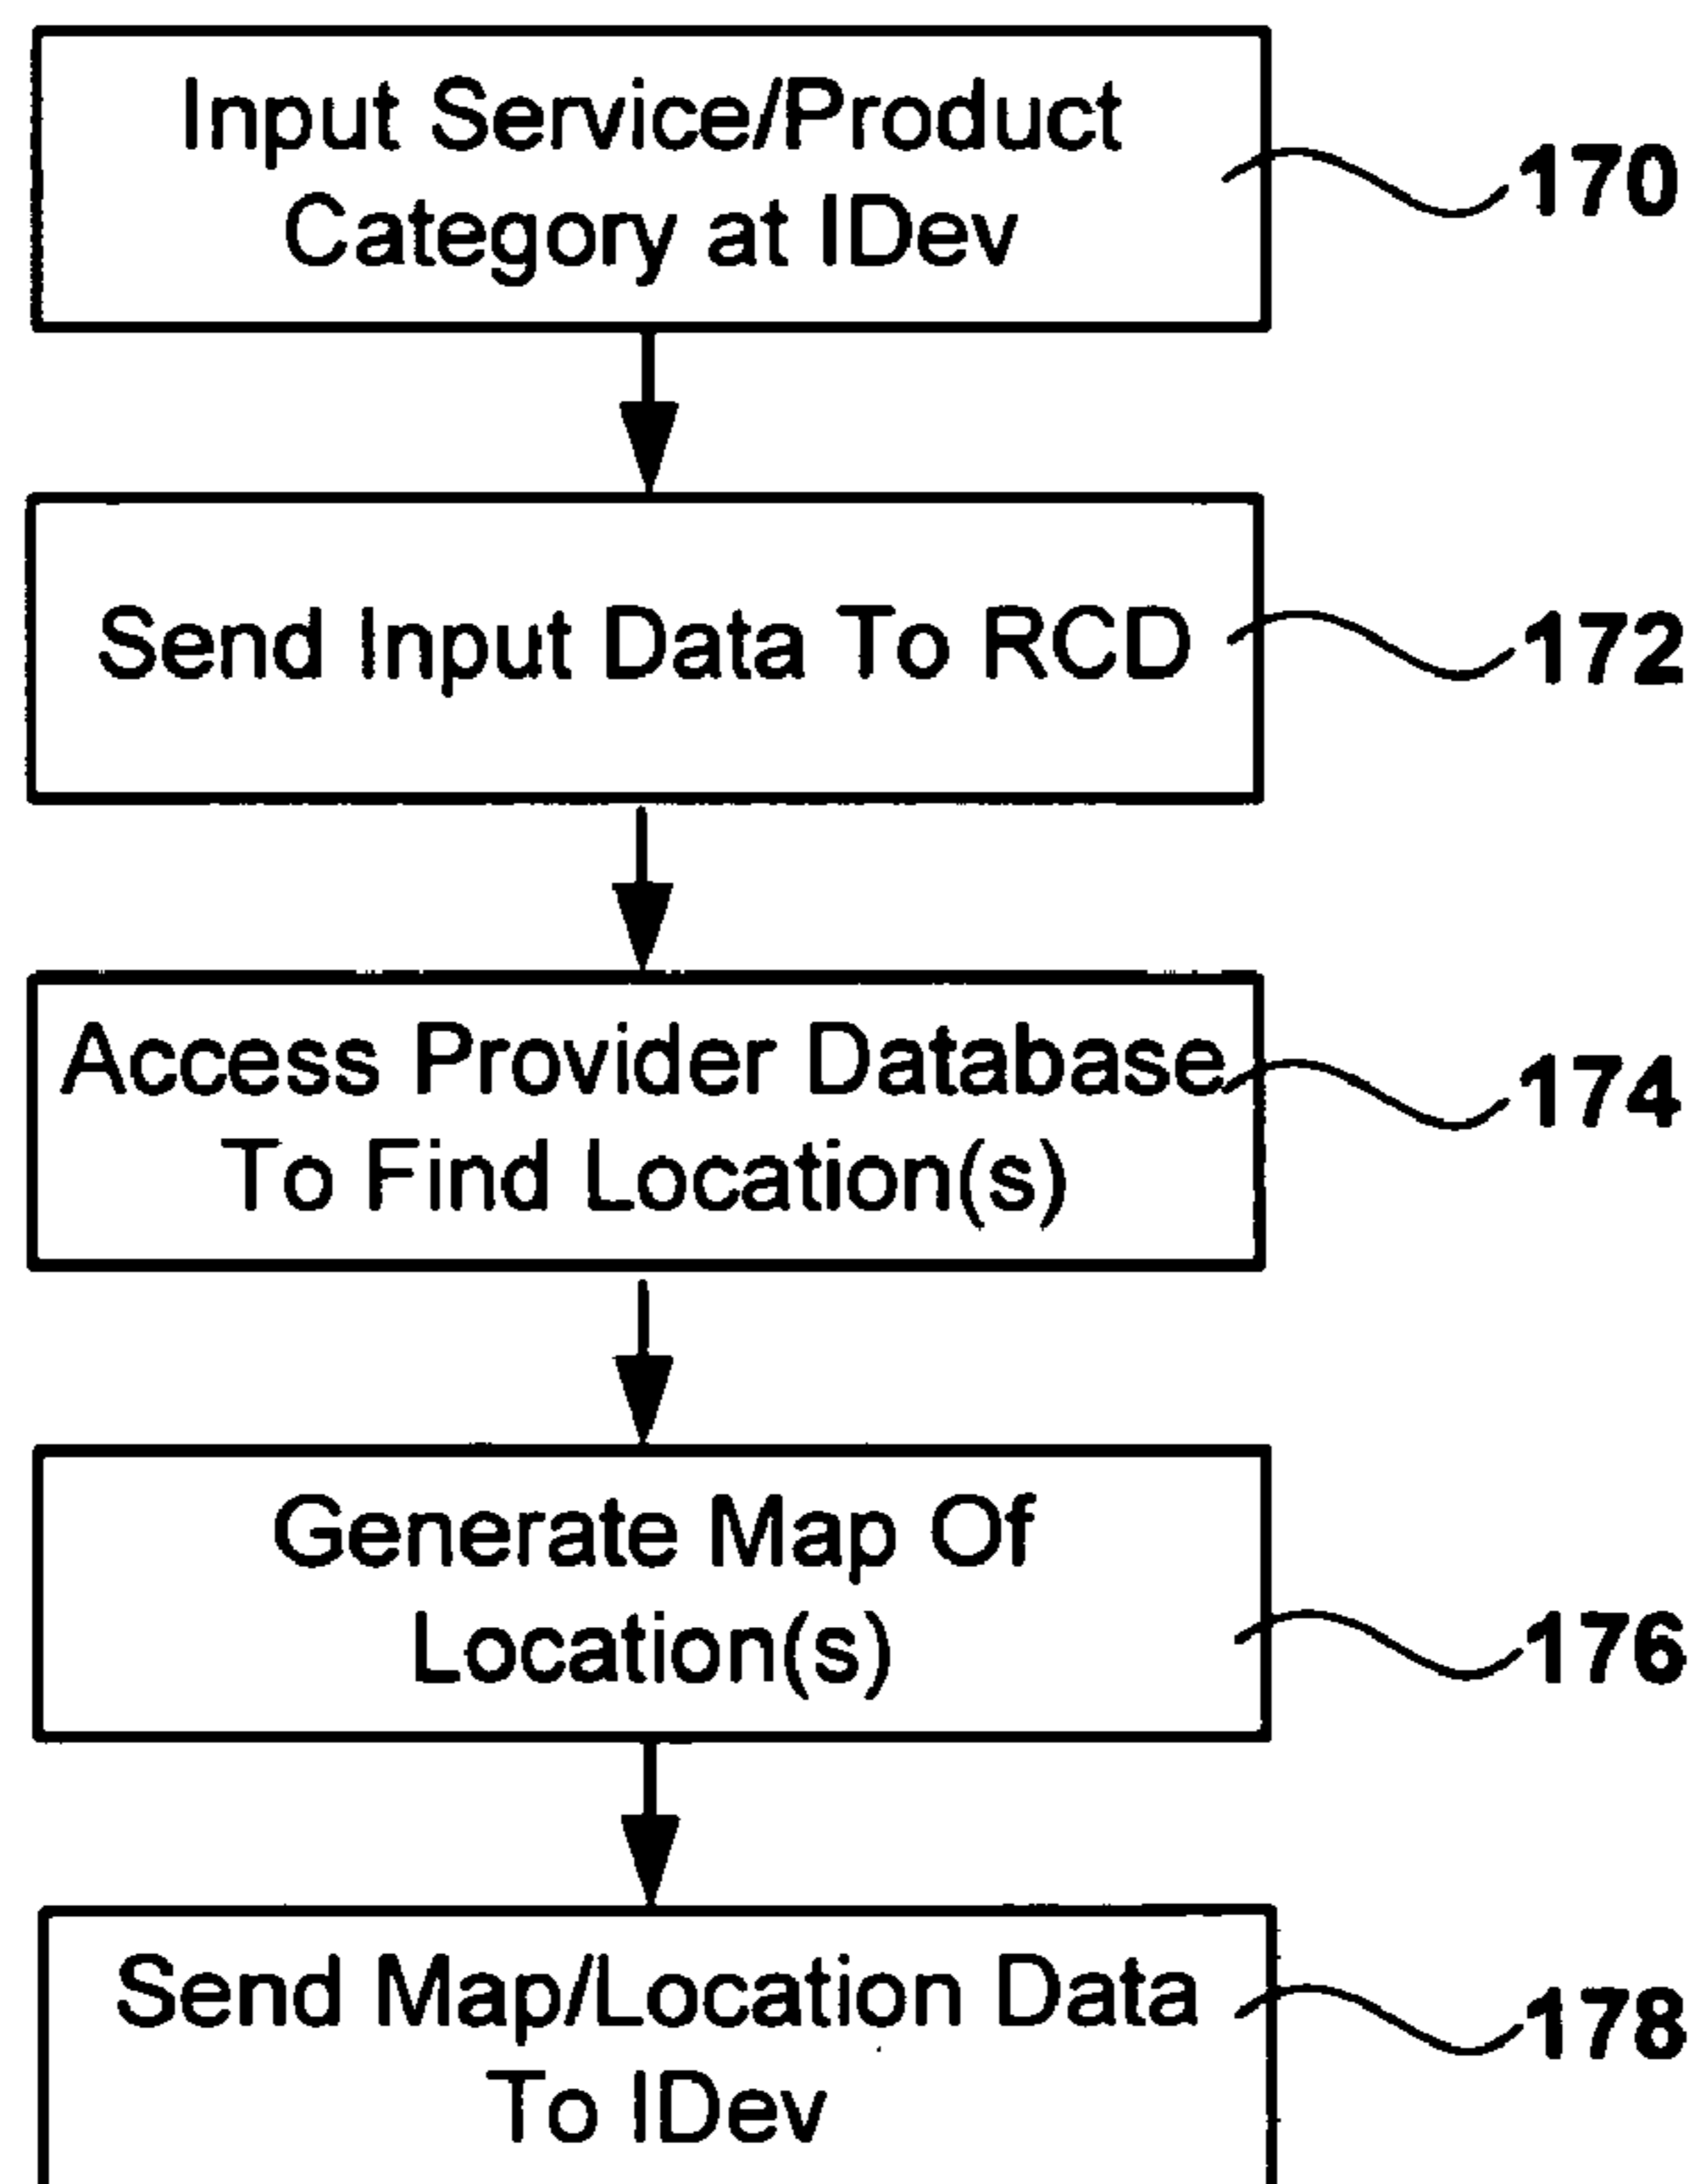 Input Service/Product
Category at IDev
170
Send Input Data To RCD
172
Access Provider Database
To Find Location(s)
174
Generate Map Of
Location(s)
176
Send Map/Location Data
To IDev
178